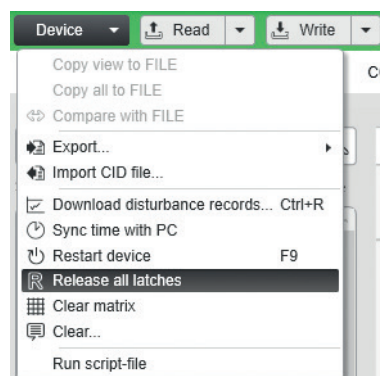 Device Read Write
Copy view to FILE
Copy all to FILE
Compare with FILE
Export...
Import CID file...
Download disturbance records... Ctrl+R
Sync time with PC
Restart device F9
Release all latches
Clear matrix
Clear...
Run script-file